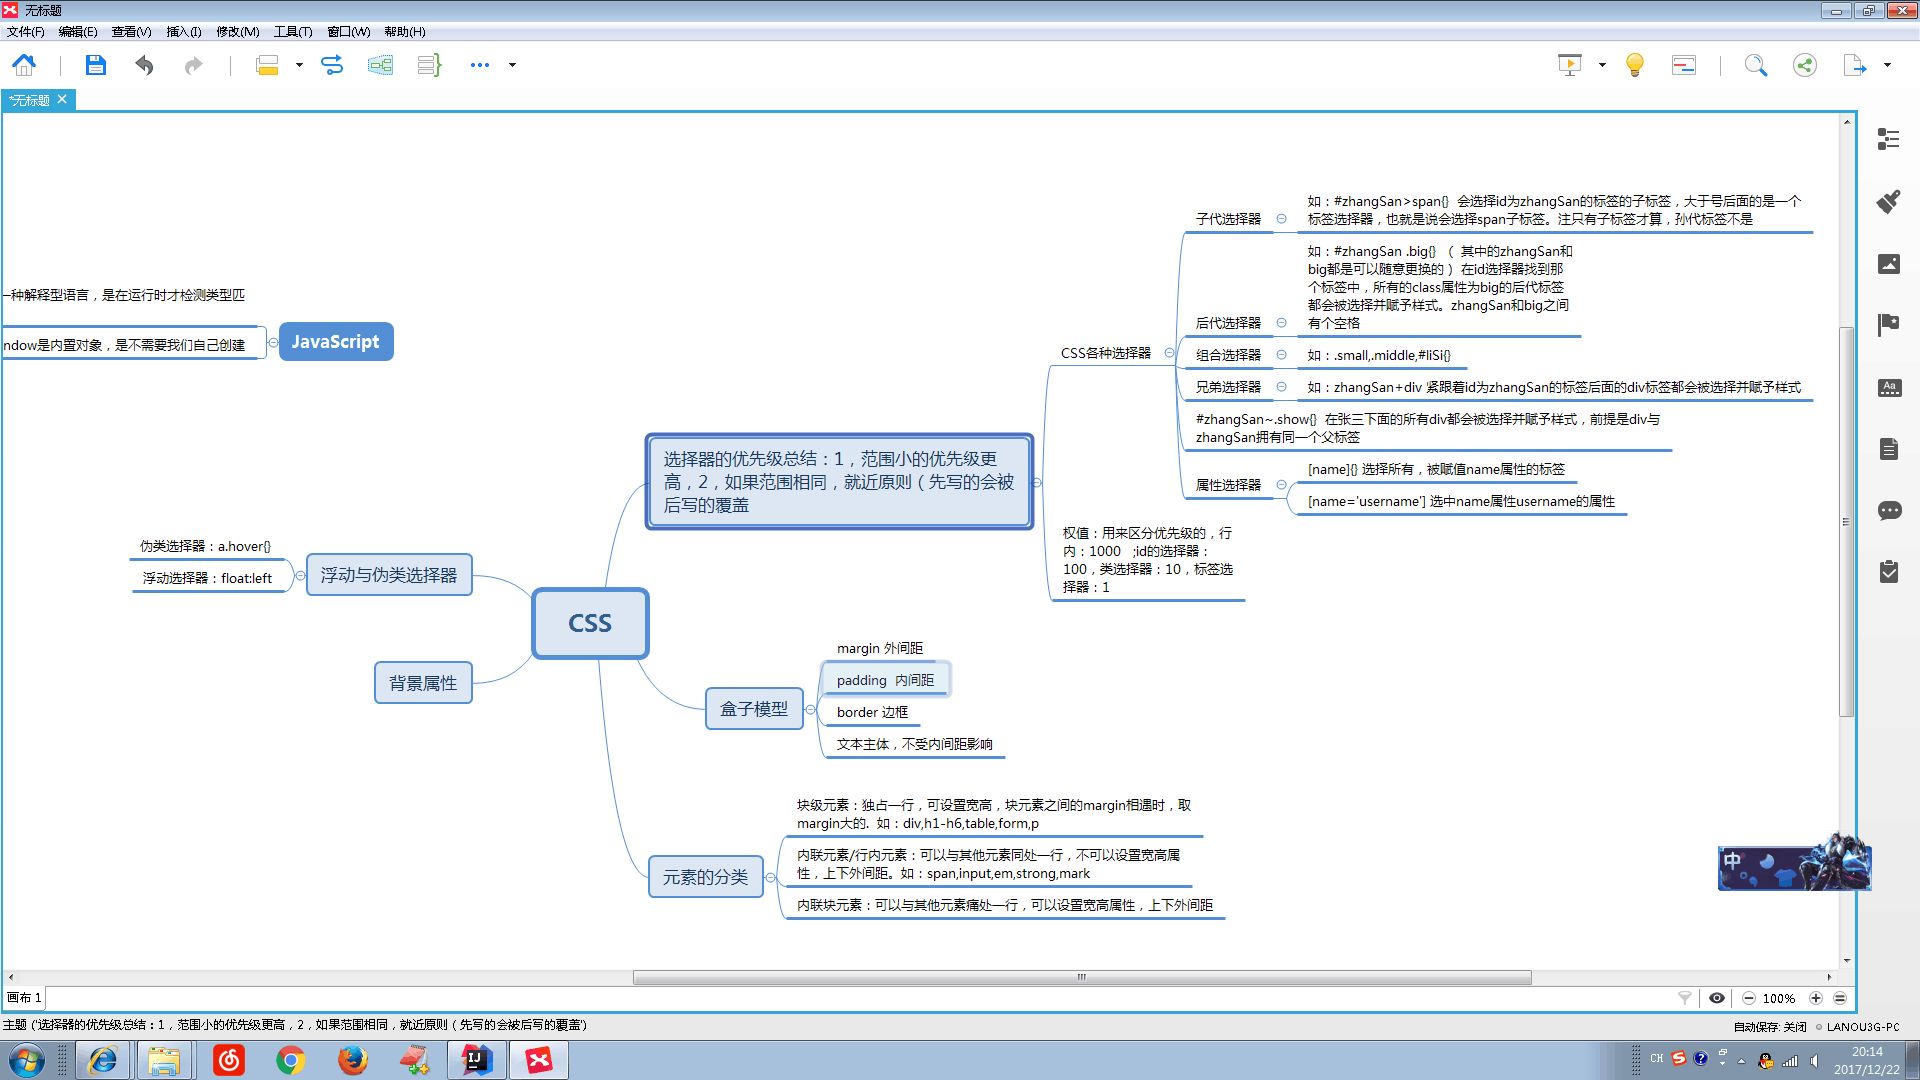 无标题
文件(F) 编辑(E) 查看(V) 插入(I) 修改(M) 工具(T) 窗口(W) 帮助(H)
*无标题
一种解释型语言，是在运行时才检测类型匹
ndow是内置对象，是不需要我们自己创建
JavaScript
选择器的优先级总结：1，范围小的优先级更
高，2，如果范围相同，就近原则（先写的会被
后写的覆盖
CSS各种选择器
子代选择器
如：#zhangSan>span{} 会选择id为zhangSan的标签的子标签，大于号后面的是一个
标签选择器，也就是说会选择span子标签。注只有子标签才算，孙代标签不是
后代选择器
如：#zhangSan .big{} （ 其中的zhangSan和
big都是可以随意更换的 ）在id选择器找到那
个标签中，所有的class属性为big的后代标签
都会被选择并赋予样式。zhangSan和big之间
有个空格
组合选择器
如：.small,.middle,#liSi{}
兄弟选择器
如：zhangSan+div 紧跟着id为zhangSan的标签后面的div标签都会被选择并赋予样式
#zhangSan~.show{} 在张三下面的所有div都会被选择并赋予样式，前提是div与
zhangSan拥有同一个父标签
属性选择器
[name]{} 选择所有，被赋值name属性的标签
[name='username'] 选中name属性username的属性
权值：用来区分优先级的，行
内：1000 ;id的选择器：
100，类选择器：10，标签选
择器：1
伪类选择器：a.hover{}
浮动选择器：float:left
浮动与伪类选择器
CSS
背景属性
盒子模型
margin 外间距
padding 内间距
border 边框
文本主体，不受内间距影响
元素的分类
块级元素：独占一行，可设置宽高，块元素之间的margin相遇时，取
margin大的. 如：div,h1-h6,table,form,p
内联元素/行内元素：可以与其他元素同处一行，不可以设置宽高属
性，上下外间距。如：span,input,em,strong,mark
内联块元素：可以与其他元素痛处一行，可以设置宽高属性，上下外间距
中
画布 1
100%
主题 ('选择器的优先级总结：1，范围小的优先级更高，2，如果范围相同，就近原则（先写的会被后写的覆盖')
自动保存: 关闭 LANOU3G-PC
CH
20:14
2017/12/22